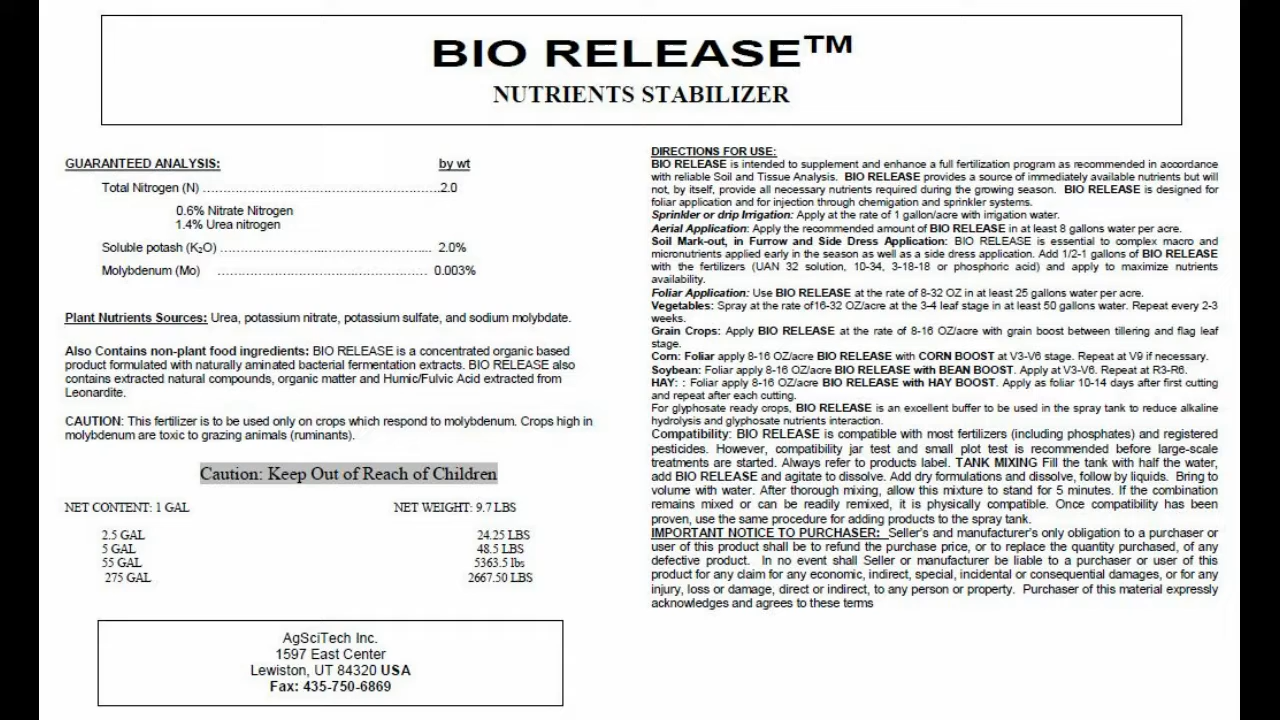 BIO RELEASE™
NUTRIENTS STABILIZER
GUARANTEED ANALYSIS: by wt
Total Nitrogen (N) ……………………………………………..2.0
0.6% Nitrate Nitrogen
1.4% Urea nitrogen
Soluble potash (K₂O) ………………………………………… 2.0%
Molybdenum (Mo) ………………………………………… 0.003%
Plant Nutrients Sources: Urea, potassium nitrate, potassium sulfate, and sodium molybdate.
Also Contains non-plant food ingredients: BIO RELEASE is a concentrated organic based
product formulated with naturally aminated bacterial fermentation extracts. BIO RELEASE also
contains extracted natural compounds, organic matter and Humic/Fulvic Acid extracted from
Leonardite.
CAUTION: This fertilizer is to be used only on crops which respond to molybdenum. Crops high in
molybdenum are toxic to grazing animals (ruminants).
Caution: Keep Out of Reach of Children
NET CONTENT: 1 GAL NET WEIGHT: 9.7 LBS
2.5 GAL 24.25 LBS
5 GAL 48.5 LBS
55 GAL 5363.5 lbs
275 GAL 2667.50 LBS
AgSciTech Inc.
1597 East Center
Lewiston, UT 84320 USA
Fax: 435-750-6869
DIRECTIONS FOR USE:
BIO RELEASE is intended to supplement and enhance a full fertilization program as recommended in accordance
with reliable Soil and Tissue Analysis. BIO RELEASE provides a source of immediately available nutrients but will
not, by itself, provide all necessary nutrients required during the growing season. BIO RELEASE is designed for
foliar application and for injection through chemigation and sprinkler systems.
Sprinkler or drip Irrigation: Apply at the rate of 1 gallon/acre with irrigation water.
Aerial Application: Apply the recommended amount of BIO RELEASE in at least 8 gallons water per acre.
Soil Mark-out, in Furrow and Side Dress Application: BIO RELEASE is essential to complex macro and
micronutrients applied early in the season as well as a side dress application. Add 1/2-1 gallons of BIO RELEASE
with the fertilizers (UAN 32 solution, 10-34, 3-18-18 or phosphoric acid) and apply to maximize nutrients
availability.
Foliar Application: Use BIO RELEASE at the rate of 8-32 OZ in at least 25 gallons water per acre.
Vegetables: Spray at the rate of16-32 OZ/acre at the 3-4 leaf stage in at least 50 gallons water. Repeat every 2-3
weeks.
Grain Crops: Apply BIO RELEASE at the rate of 8-16 OZ/acre with grain boost between tillering and flag leaf
stage.
Corn: Foliar apply 8-16 OZ/acre BIO RELEASE with CORN BOOST at V3-V6 stage. Repeat at V9 if necessary.
Soybean: Foliar apply 8-16 OZ/acre BIO RELEASE with BEAN BOOST. Apply at V3-V6. Repeat at R3-R6.
HAY: : Foliar apply 8-16 OZ/acre BIO RELEASE with HAY BOOST. Apply as foliar 10-14 days after first cutting
and repeat after each cutting.
For glyphosate ready crops, BIO RELEASE is an excellent buffer to be used in the spray tank to reduce alkaline
hydrolysis and glyphosate nutrients interaction.
Compatibility: BIO RELEASE is compatible with most fertilizers (including phosphates) and registered
pesticides. However, compatibility jar test and small plot test is recommended before large-scale
treatments are started. Always refer to products label. TANK MIXING Fill the tank with half the water,
add BIO RELEASE and agitate to dissolve. Add dry formulations and dissolve, follow by liquids. Bring to
volume with water. After thorough mixing, allow this mixture to stand for 5 minutes. If the combination
remains mixed or can be readily remixed, it is physically compatible. Once compatibility has been
proven, use the same procedure for adding products to the spray tank.
IMPORTANT NOTICE TO PURCHASER: Seller's and manufacturer's only obligation to a purchaser or
user of this product shall be to refund the purchase price, or to replace the quantity purchased, of any
defective product. In no event shall Seller or manufacturer be liable to a purchaser or user of this
product for any claim for any economic, indirect, special, incidental or consequential damages, or for any
injury, loss or damage, direct or indirect, to any person or property. Purchaser of this material expressly
acknowledges and agrees to these terms